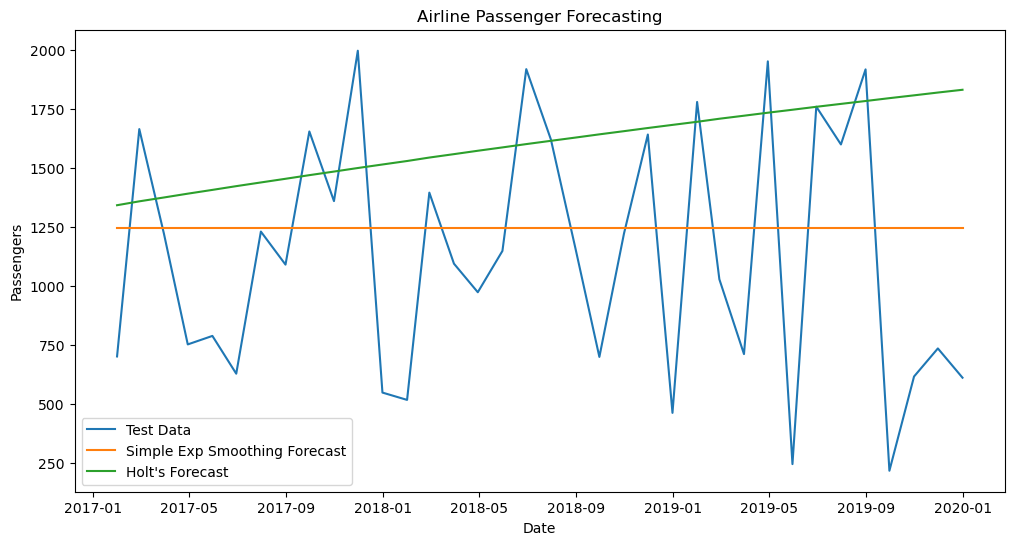 Airline Passenger Forecasting
Passengers
2000
1750
1500
1250
1000
750
500
250
Test Data
Simple Exp Smoothing Forecast
Holt's Forecast
2017-01 2017-05 2017-09 2018-01 2018-05 2018-09 2019-01 2019-05 2019-09 2020-01
Date